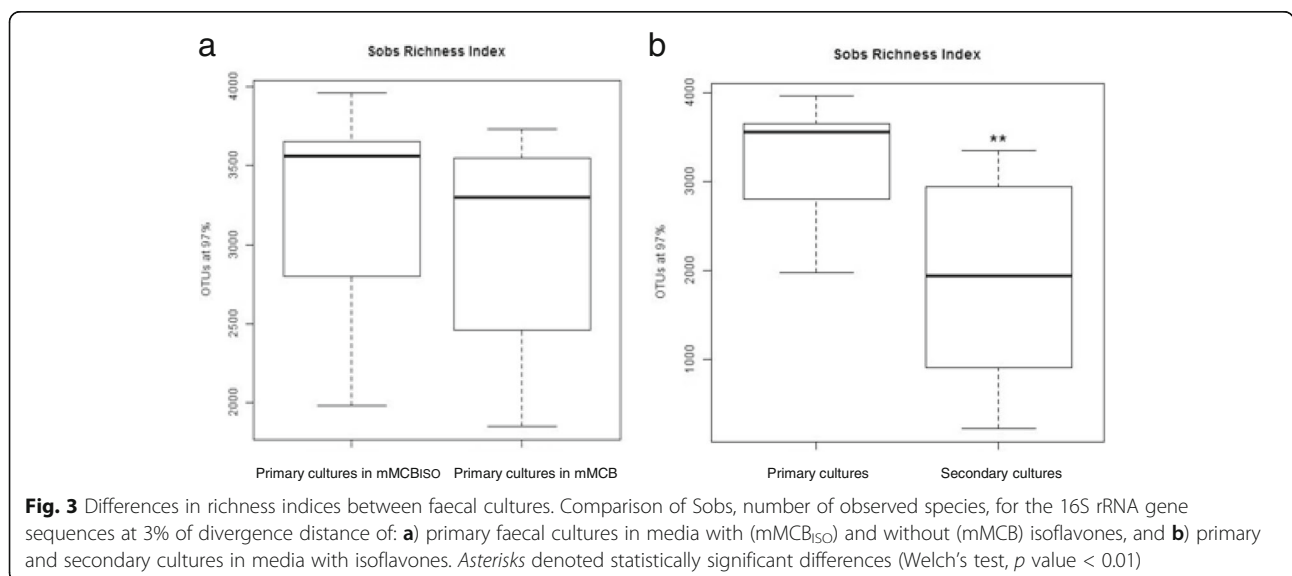 a
Sobs Richness Index
OTUs at 97%
4000
3500
3000
2500
2000
Primary cultures in mMCBISO
Primary cultures in mMCB
b
Sobs Richness Index
OTUs at 97%
4000
3000
2000
1000
**
Primary cultures
Secondary cultures
Fig. 3 Differences in richness indices between faecal cultures. Comparison of Sobs, number of observed species, for the 16S rRNA gene
sequences at 3% of divergence distance of: a) primary faecal cultures in media with (mMCBISO) and without (mMCB) isoflavones, and b) primary
and secondary cultures in media with isoflavones. Asterisks denoted statistically significant differences (Welch's test, p value < 0.01)